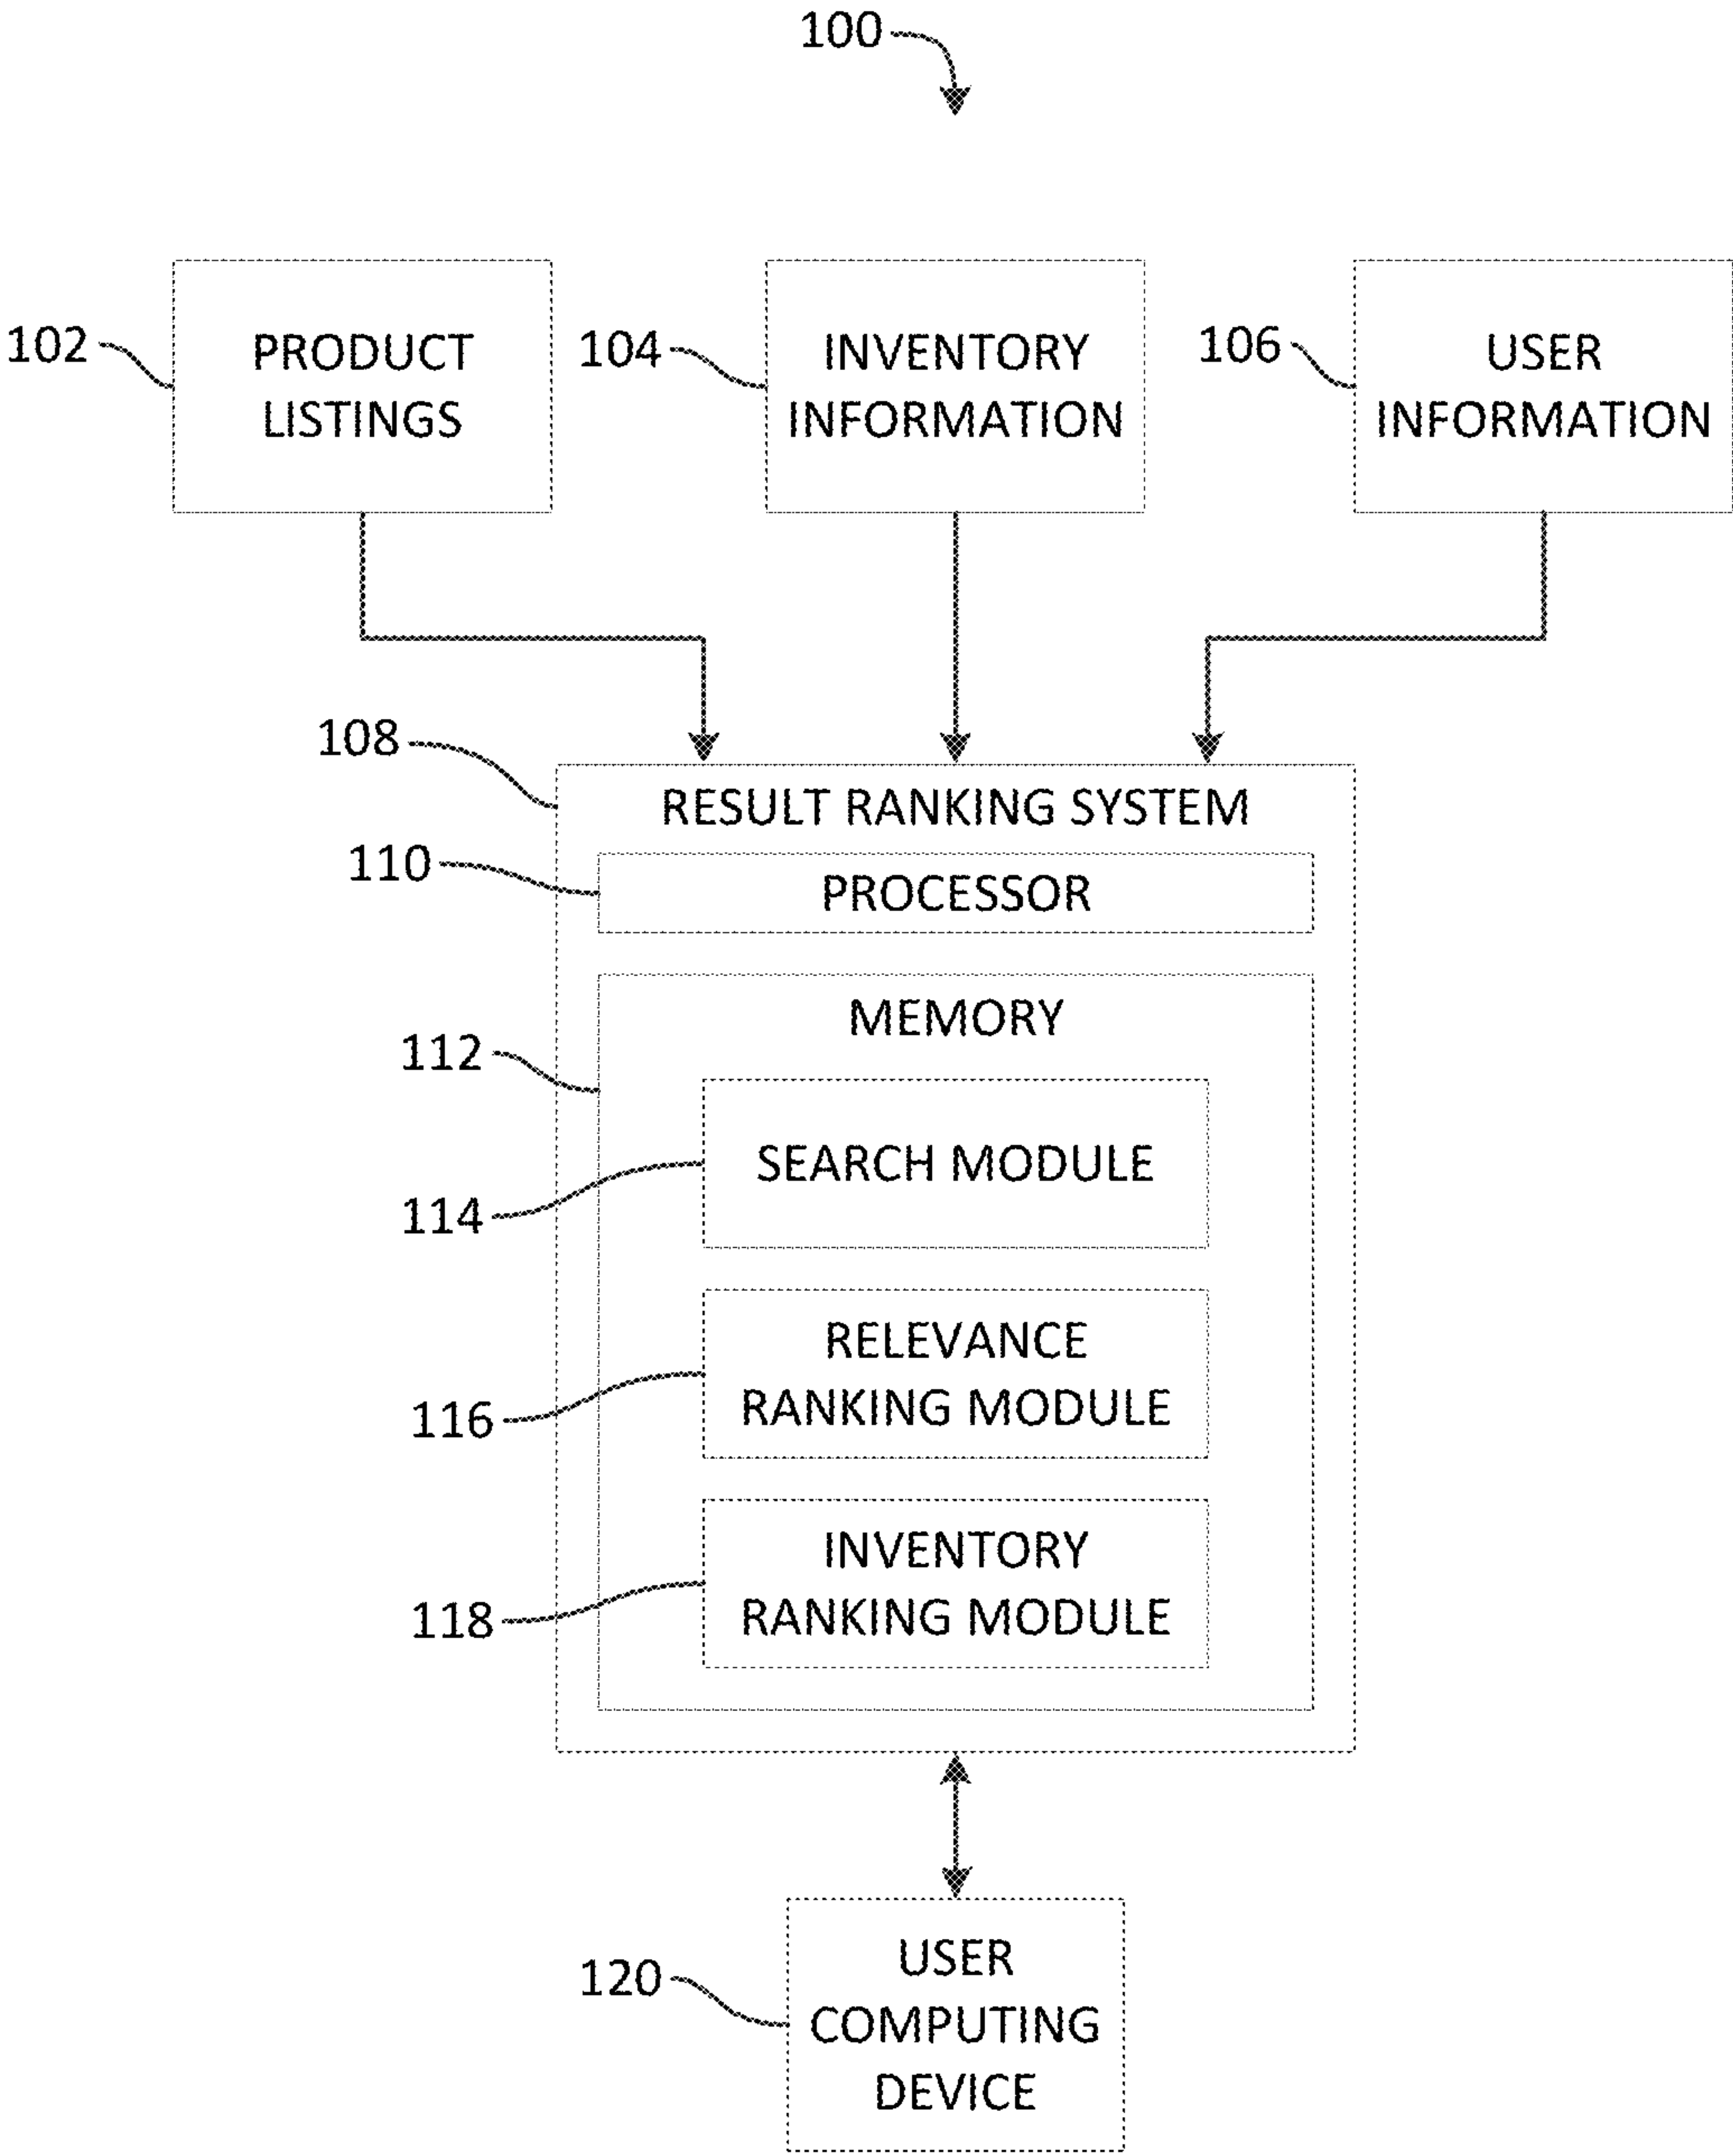 100
102
PRODUCT
LISTINGS
104
INVENTORY
INFORMATION
106
USER
INFORMATION
108
RESULT RANKING SYSTEM
110
PROCESSOR
112
MEMORY
114
SEARCH MODULE
116
RELEVANCE
RANKING MODULE
118
INVENTORY
RANKING MODULE
120
USER
COMPUTING
DEVICE